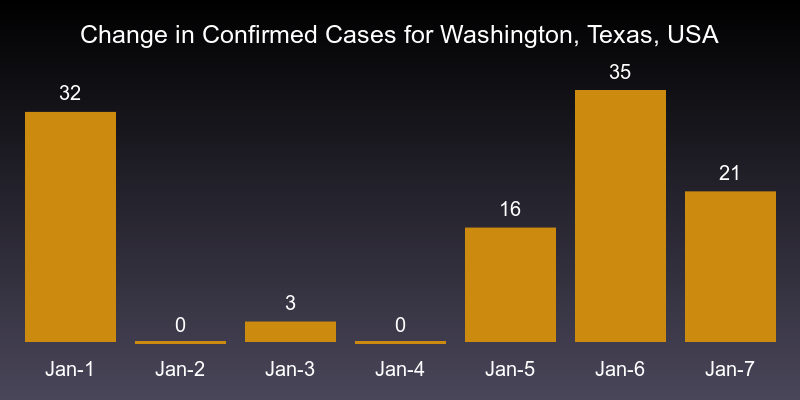 Change in Confirmed Cases for Washington, Texas, USA
32
0
3
0
16
35
21
Jan-1
Jan-2
Jan-3
Jan-4
Jan-5
Jan-6
Jan-7